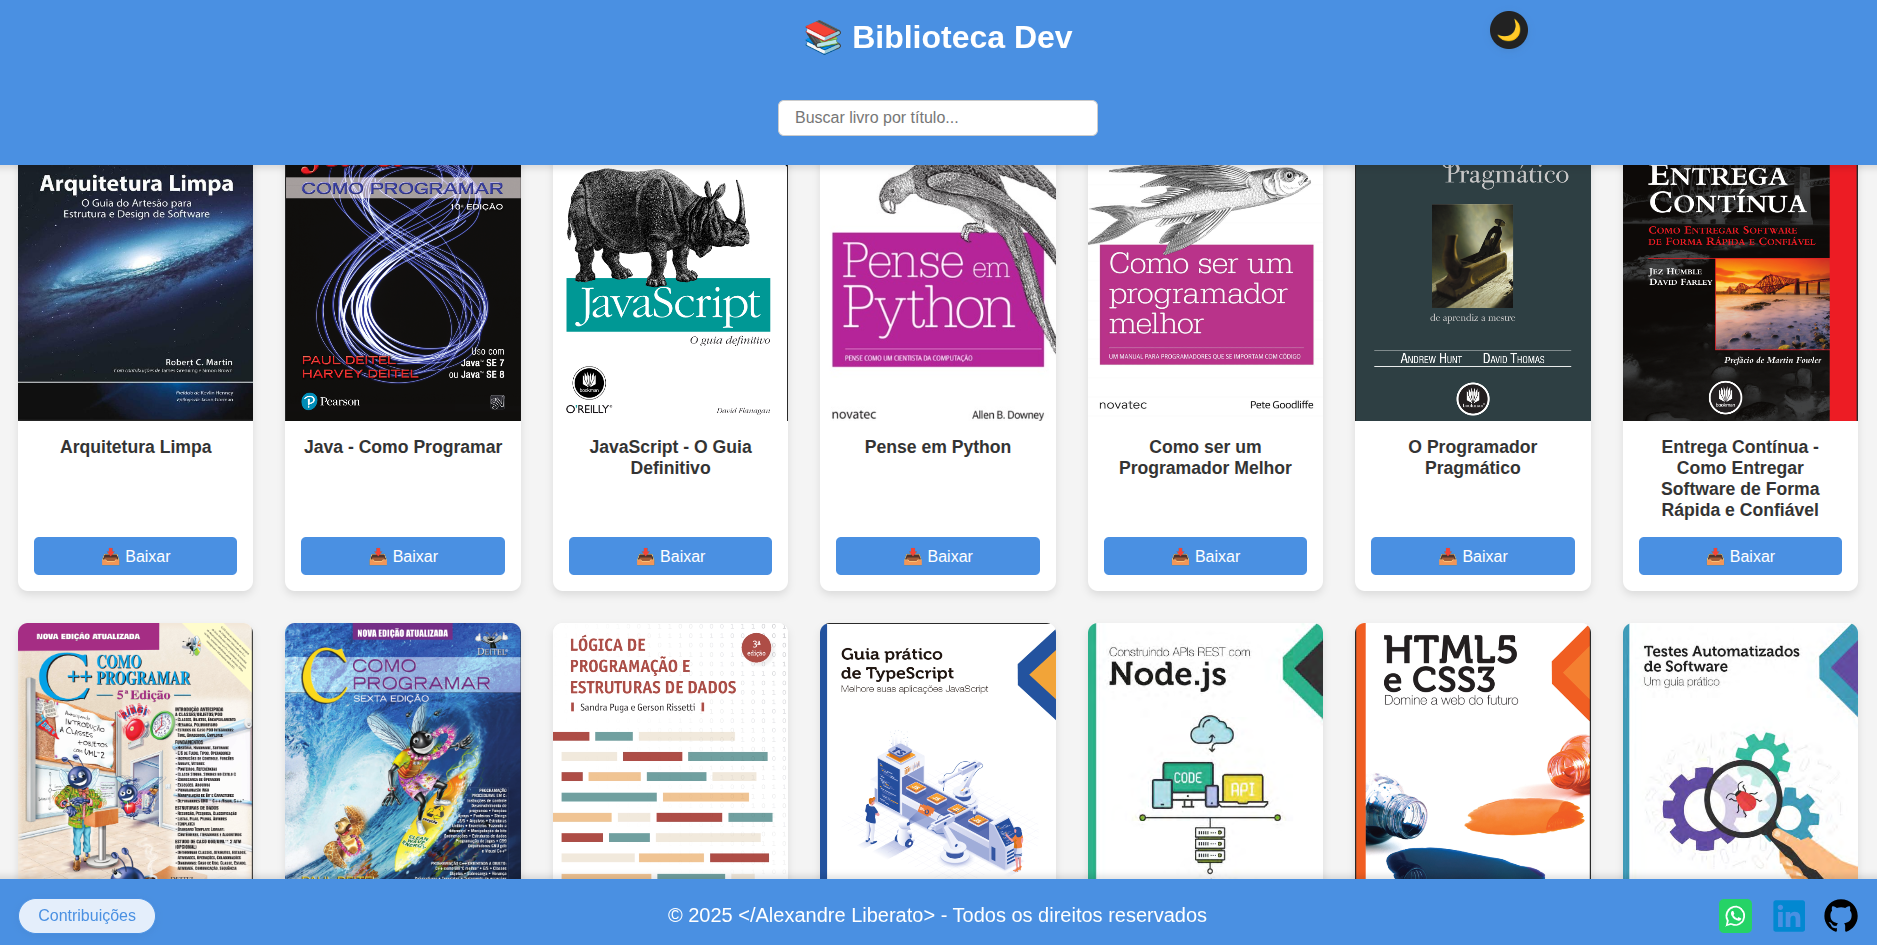 📚 Biblioteca Dev
🌙
Buscar livro por título...
Arquitetura Limpa
O Guia do Artesão para
Estrutura e Design de Software
Robert C. Martin
COMO PROGRAMAR
10ª EDIÇÃO
PAUL DEITEL
HARVEY DEITEL
Uso com
Java™ SE 7
ou Java™ SE 8
Pearson
JavaScript
O guia definitivo
bookman
O'REILLY®
David Flanagan
Pense em
Python
PENSE COMO UM CIENTISTA DA COMPUTAÇÃO
novatec
Allen B. Downey
Como ser um
programador
melhor
UM MANUAL PARA PROGRAMADORES QUE SE IMPORTAM COM CÓDIGO
novatec
Pete Goodliffe
Pragmático
de aprendiz a mestre
ANDREW HUNT DAVID THOMAS
bookman
ENTREGA
CONTÍNUA
COMO ENTREGAR SOFTWARE
DE FORMA RÁPIDA E CONFIÁVEL
JEZ HUMBLE
DAVID FARLEY
Prefácio de Martin Fowler
bookman
Arquitetura Limpa
Java - Como Programar
JavaScript - O Guia
Definitivo
Pense em Python
Como ser um
Programador Melhor
O Programador
Pragmático
Entrega Contínua -
Como Entregar
Software de Forma
Rápida e Confiável
📥 Baixar
📥 Baixar
📥 Baixar
📥 Baixar
📥 Baixar
📥 Baixar
📥 Baixar
NOVA EDIÇÃO ATUALIZADA
C++ COMO
PROGRAMAR
5ª Edição
NOVA EDIÇÃO ATUALIZADA
DEITEL
C COMO
PROGRAMAR
SEXTA EDIÇÃO
LÓGICA DE
PROGRAMAÇÃO E
ESTRUTURAS DE DADOS
3ª
edição
Sandra Puga e Gerson Rissetti
Guia prático
de TypeScript
Melhore suas aplicações JavaScript
Construindo APIs REST com
Node.js
CODE
API
HTML5
e CSS3
Domine a web do futuro
Testes Automatizados
de Software
Um guia prático
Contribuições
© 2025 </Alexandre Liberato> - Todos os direitos reservados
in